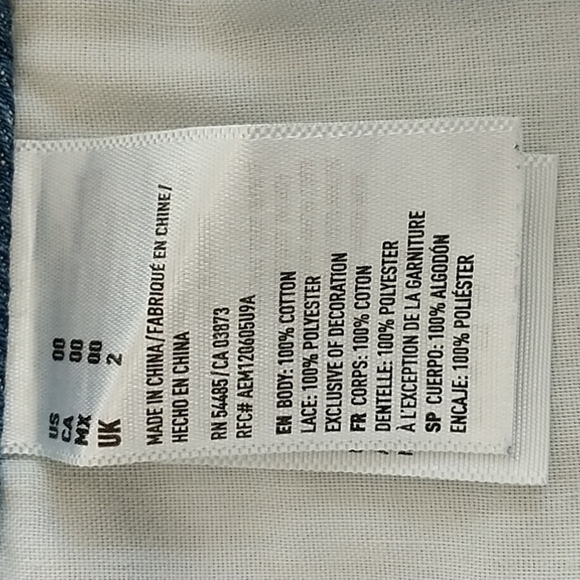 US 00
CA 00
MX 00
UK 2
MADE IN CHINA/FABRIQUÉ EN CHINE/
HECHO EN CHINA
RN 54485/CA 03873
RFC# AEM1206050U9A
EN BODY: 100% COTTON
LACE: 100% POLYESTER
EXCLUSIVE OF DECORATION
FR CORPS: 100% COTON
DENTELLE: 100% POLYESTER
À L'EXCEPTION DE LA GARNITURE
SP CUERPO: 100% ALGODÓN
ENCAJE: 100% POLIÉSTER